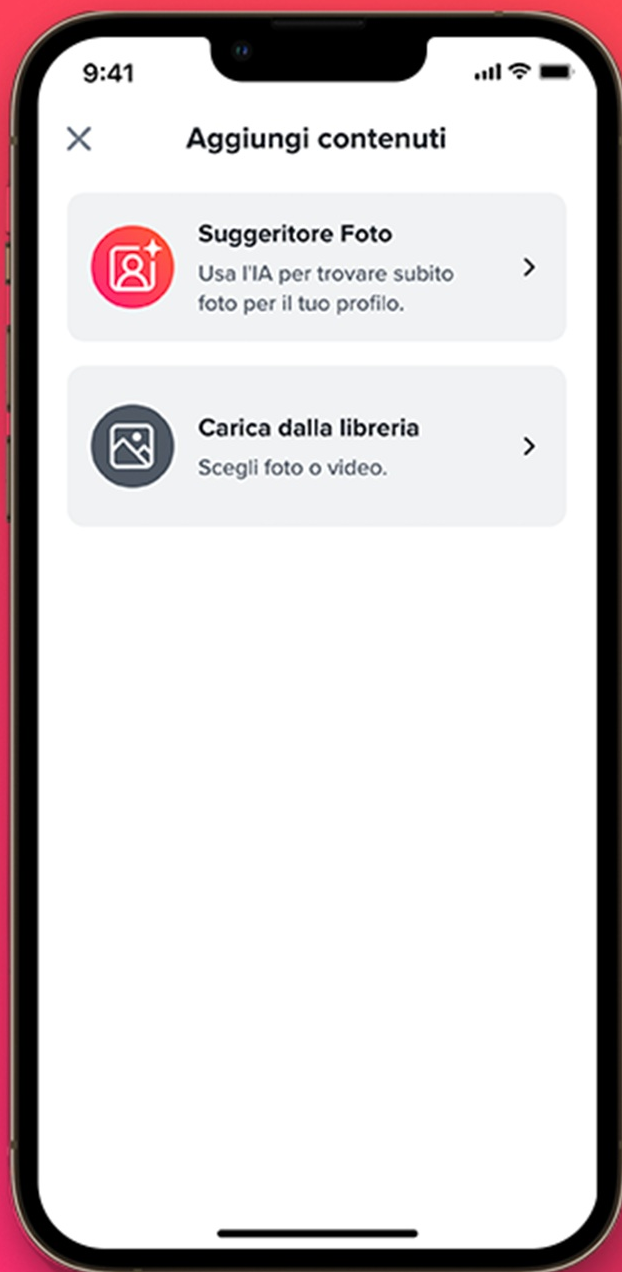 9:41
Aggiungi contenuti
Suggeritore Foto
Usa l'IA per trovare subito
foto per il tuo profilo.
Carica dalla libreria
Scegli foto o video.